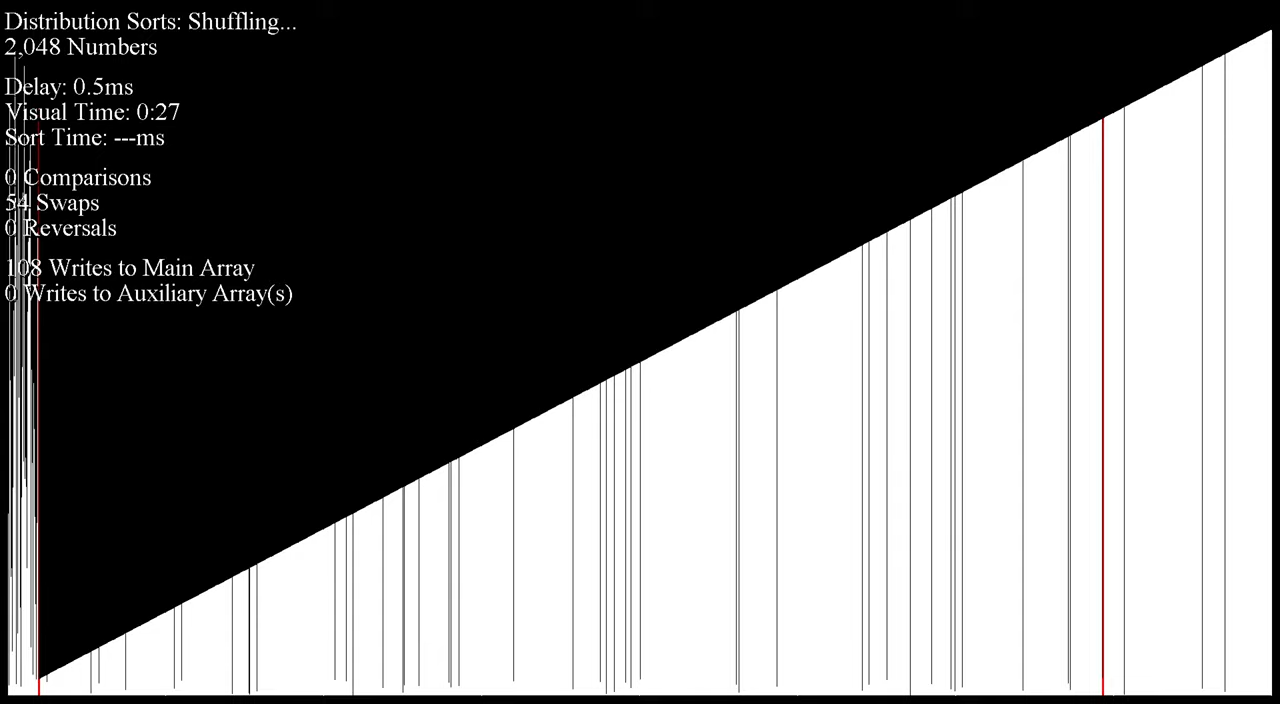 Distribution Sorts: Shuffling...
2,048 Numbers
Delay: 0.5ms
Visual Time: 0:27
Sort Time: ---ms
0 Comparisons
54 Swaps
0 Reversals
108 Writes to Main Array
0 Writes to Auxiliary Array(s)